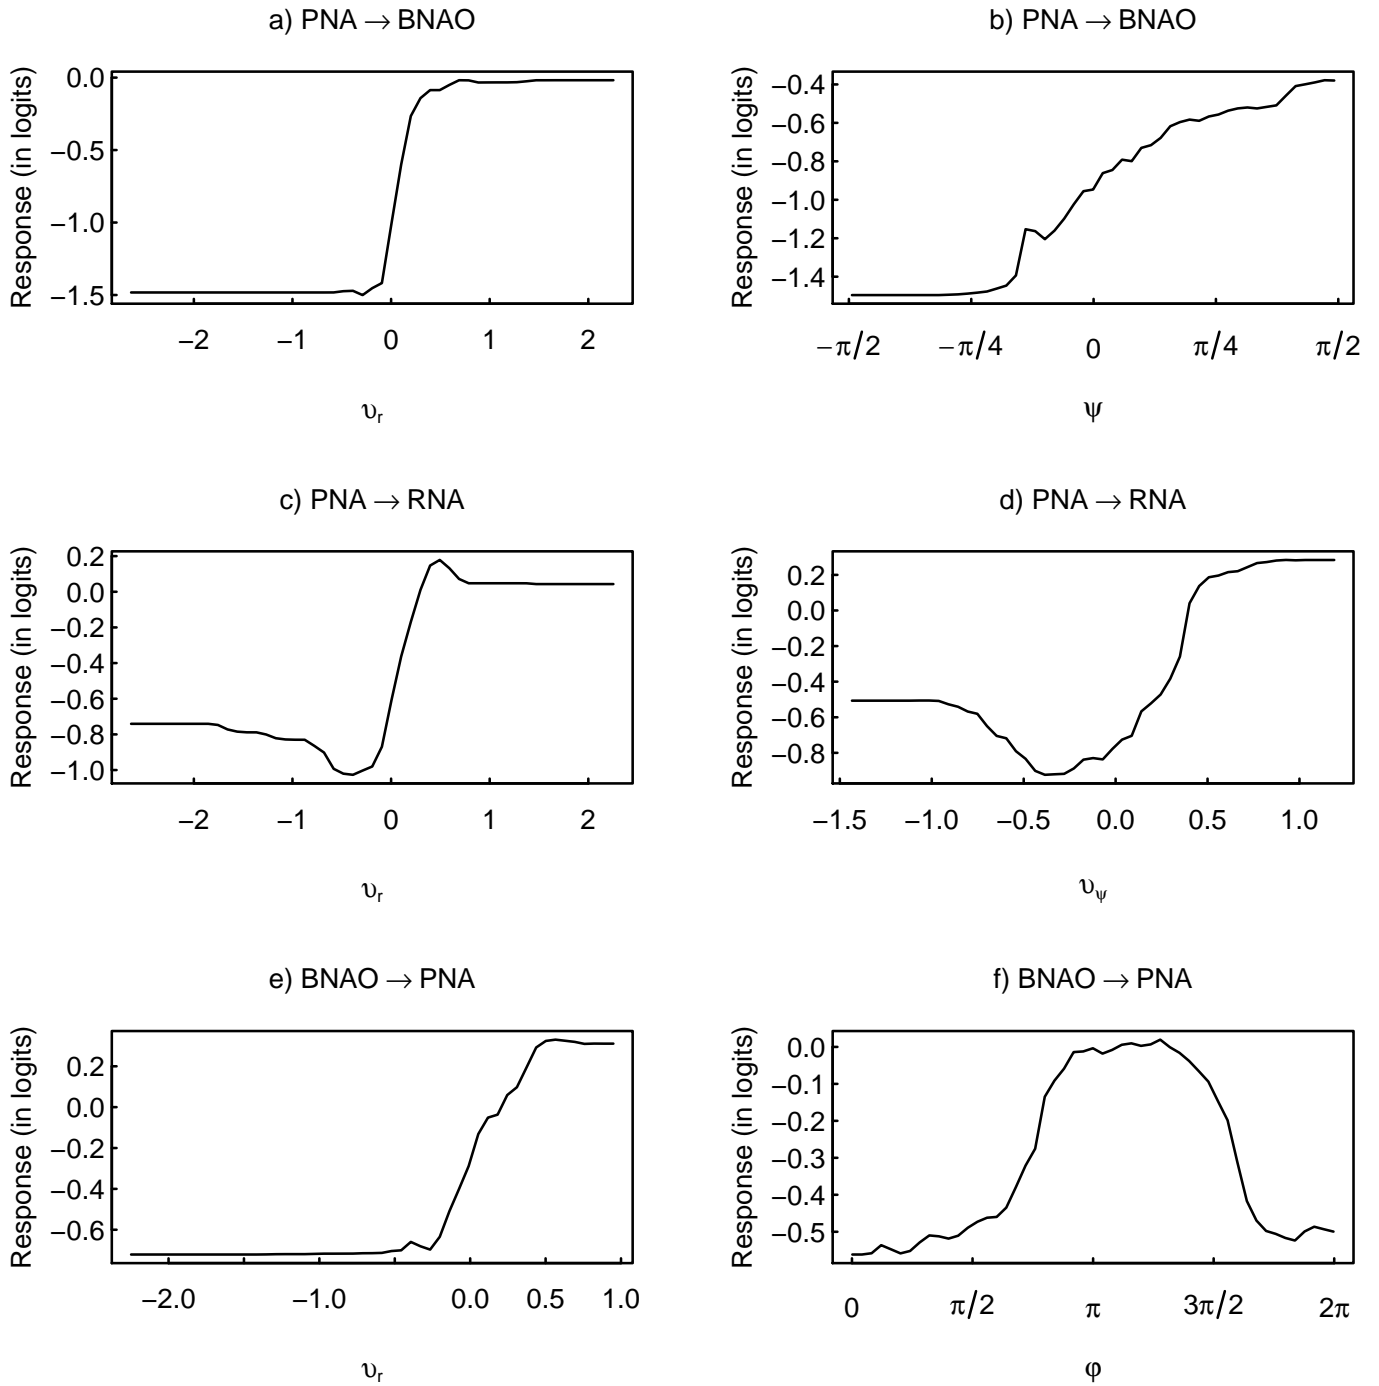 a) PNA → BNAO
Response (in logits)
0.0
−0.5
−1.0
−1.5
−2 −1 0 1 2
υr
b) PNA → BNAO
Response (in logits)
−0.4
−0.6
−0.8
−1.0
−1.2
−1.4
−π/2 −π/4 0 π/4 π/2
ψ
c) PNA → RNA
Response (in logits)
0.2
0.0
−0.2
−0.4
−0.6
−0.8
−1.0
−2 −1 0 1 2
υr
d) PNA → RNA
Response (in logits)
0.2
0.0
−0.2
−0.4
−0.6
−0.8
−1.5 −1.0 −0.5 0.0 0.5 1.0
υψ
e) BNAO → PNA
Response (in logits)
0.2
0.0
−0.2
−0.4
−0.6
−2.0 −1.0 0.0 0.5 1.0
υr
f) BNAO → PNA
Response (in logits)
0.0
−0.1
−0.2
−0.3
−0.4
−0.5
0 π/2 π 3π/2 2π
φ